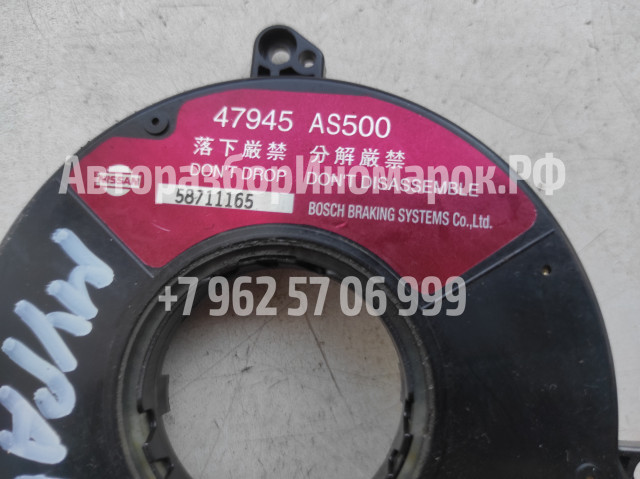 47945 AS500
落下厳禁 分解厳禁
DON'T DROP DON'T DISASSEMBLE
NISSAN
58711165
BOSCH BRAKING SYSTEMS Co.,Ltd.
АвторазборИномарок.РФ
+7 962 57 06 999